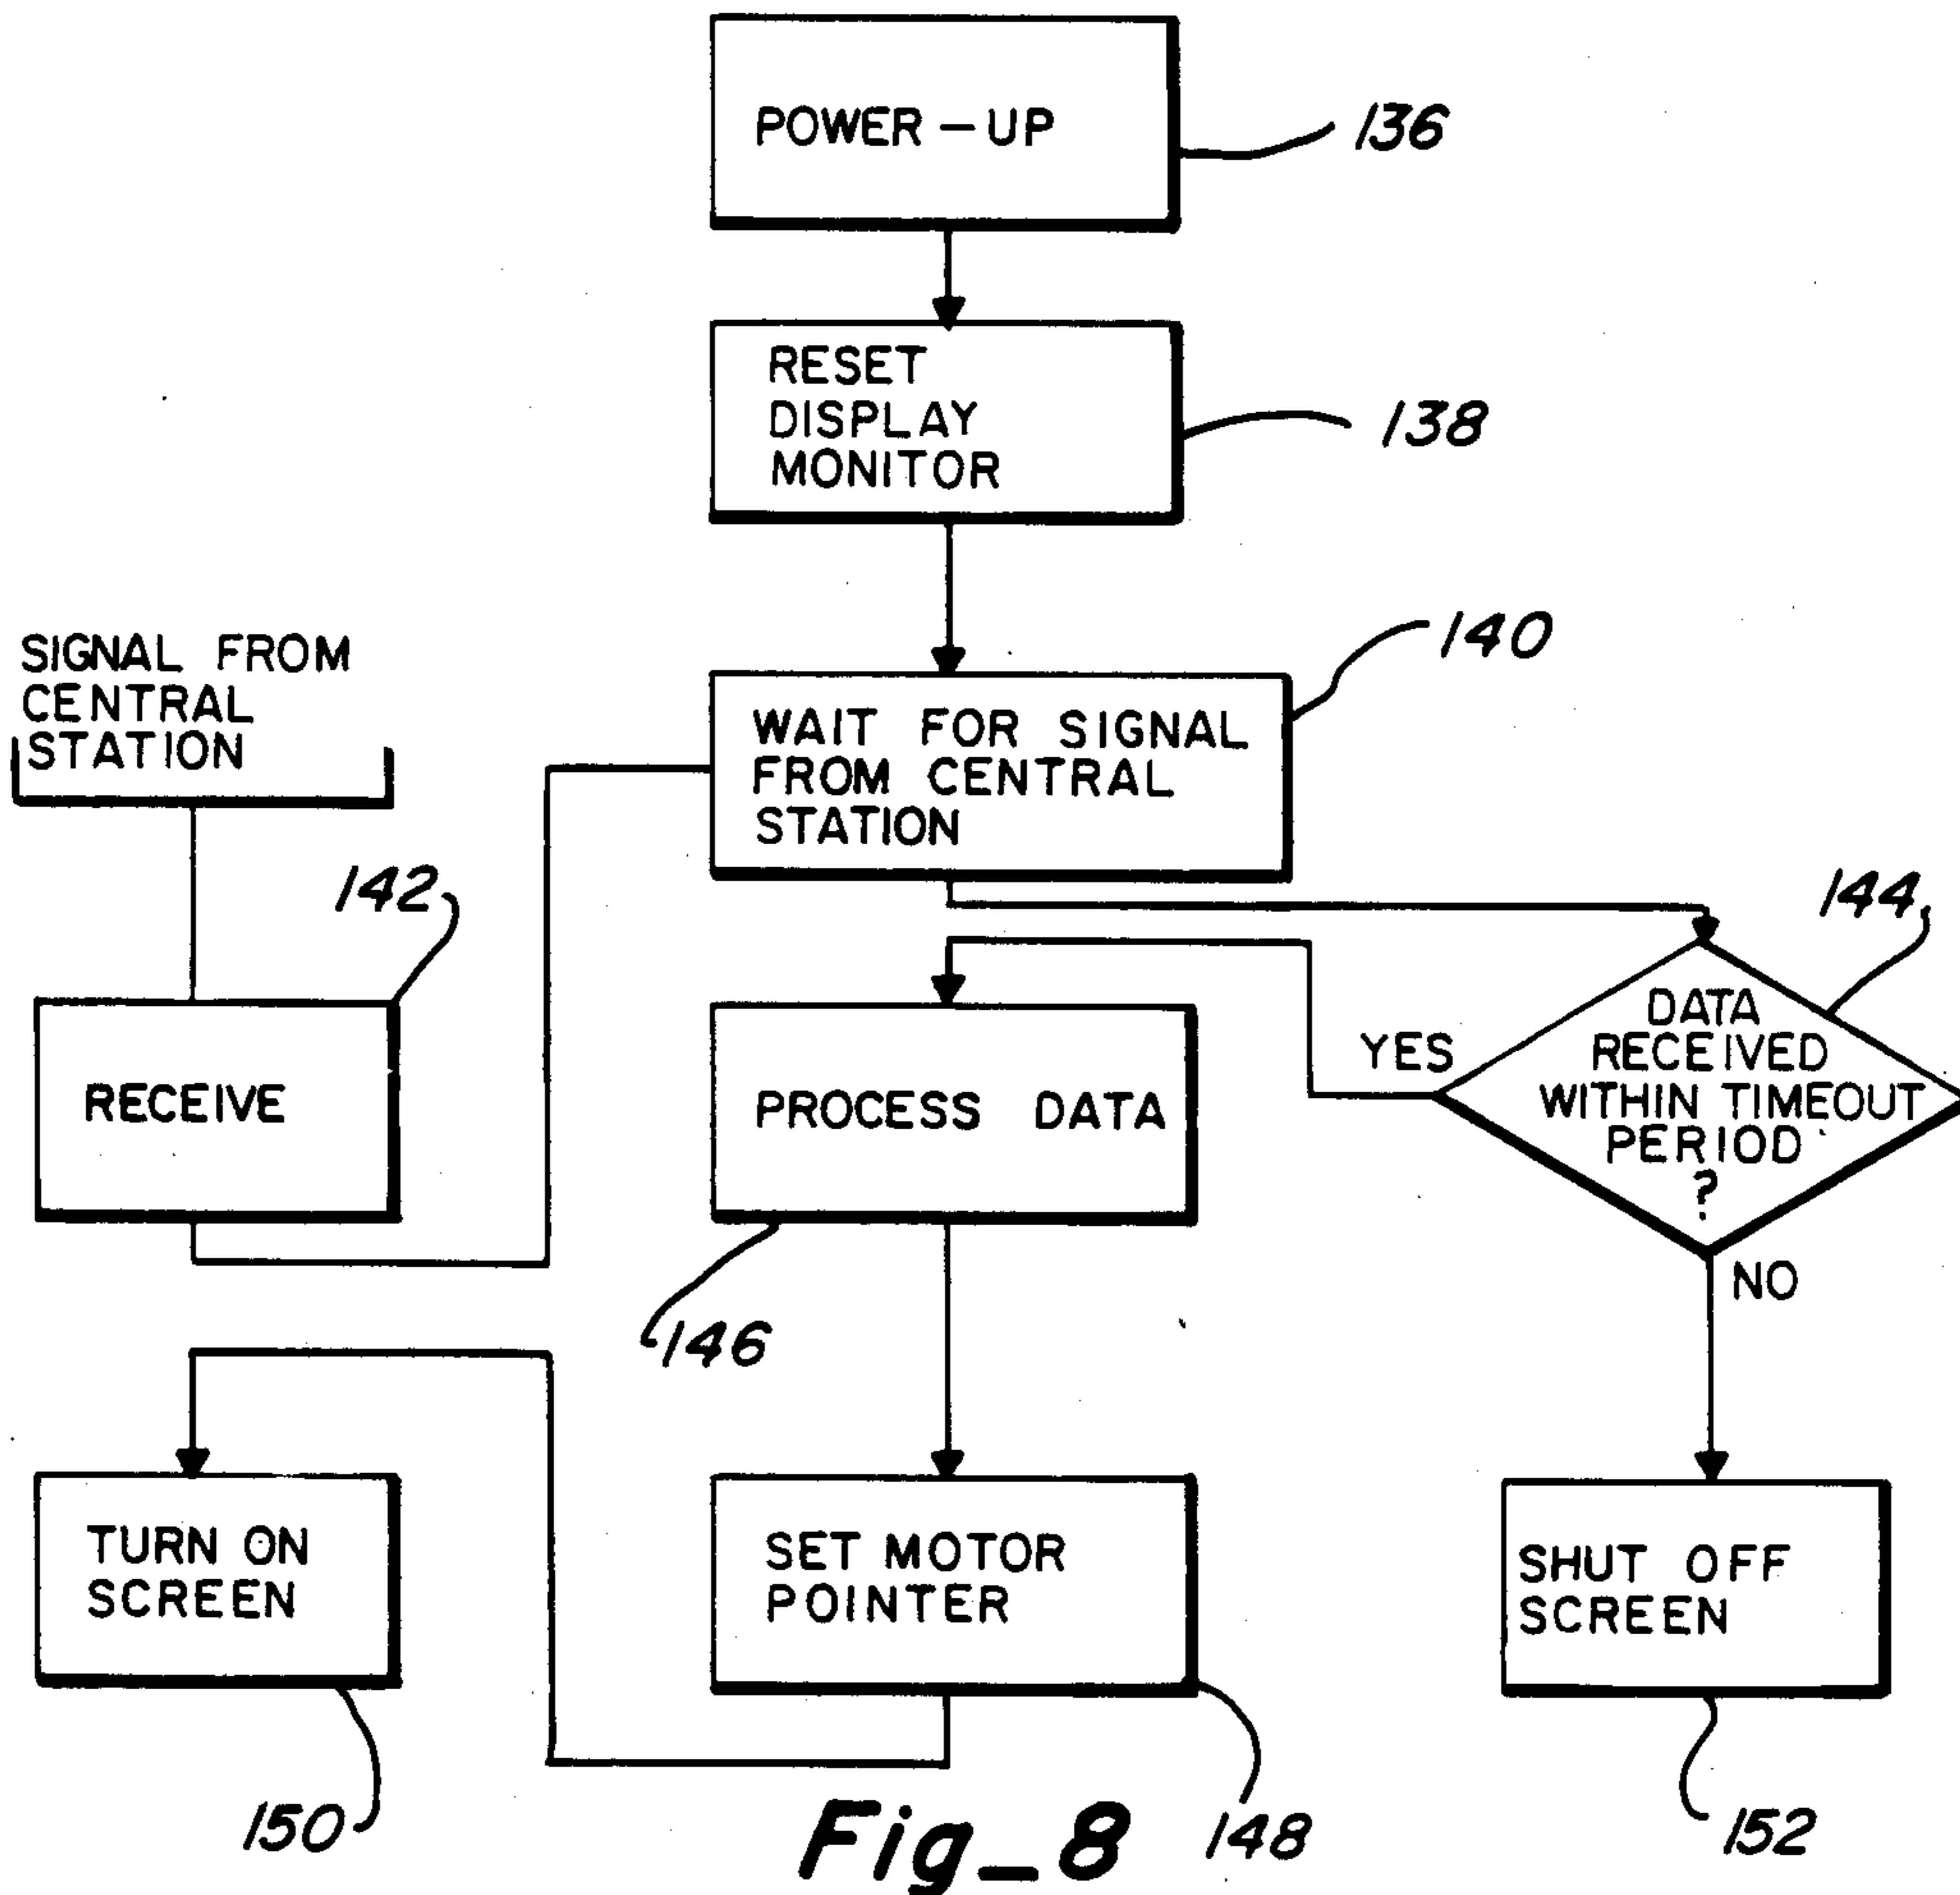 POWER-UP
136
RESET
DISPLAY
MONITOR
138
SIGNAL FROM
CENTRAL
STATION
WAIT FOR SIGNAL
FROM CENTRAL
STATION
140
142
RECEIVE
144
DATA
RECEIVED
WITHIN TIMEOUT
PERIOD
?
YES
NO
PROCESS DATA
146
TURN ON
SCREEN
150
SET MOTOR
POINTER
148
SHUT OFF
SCREEN
152
Fig_8